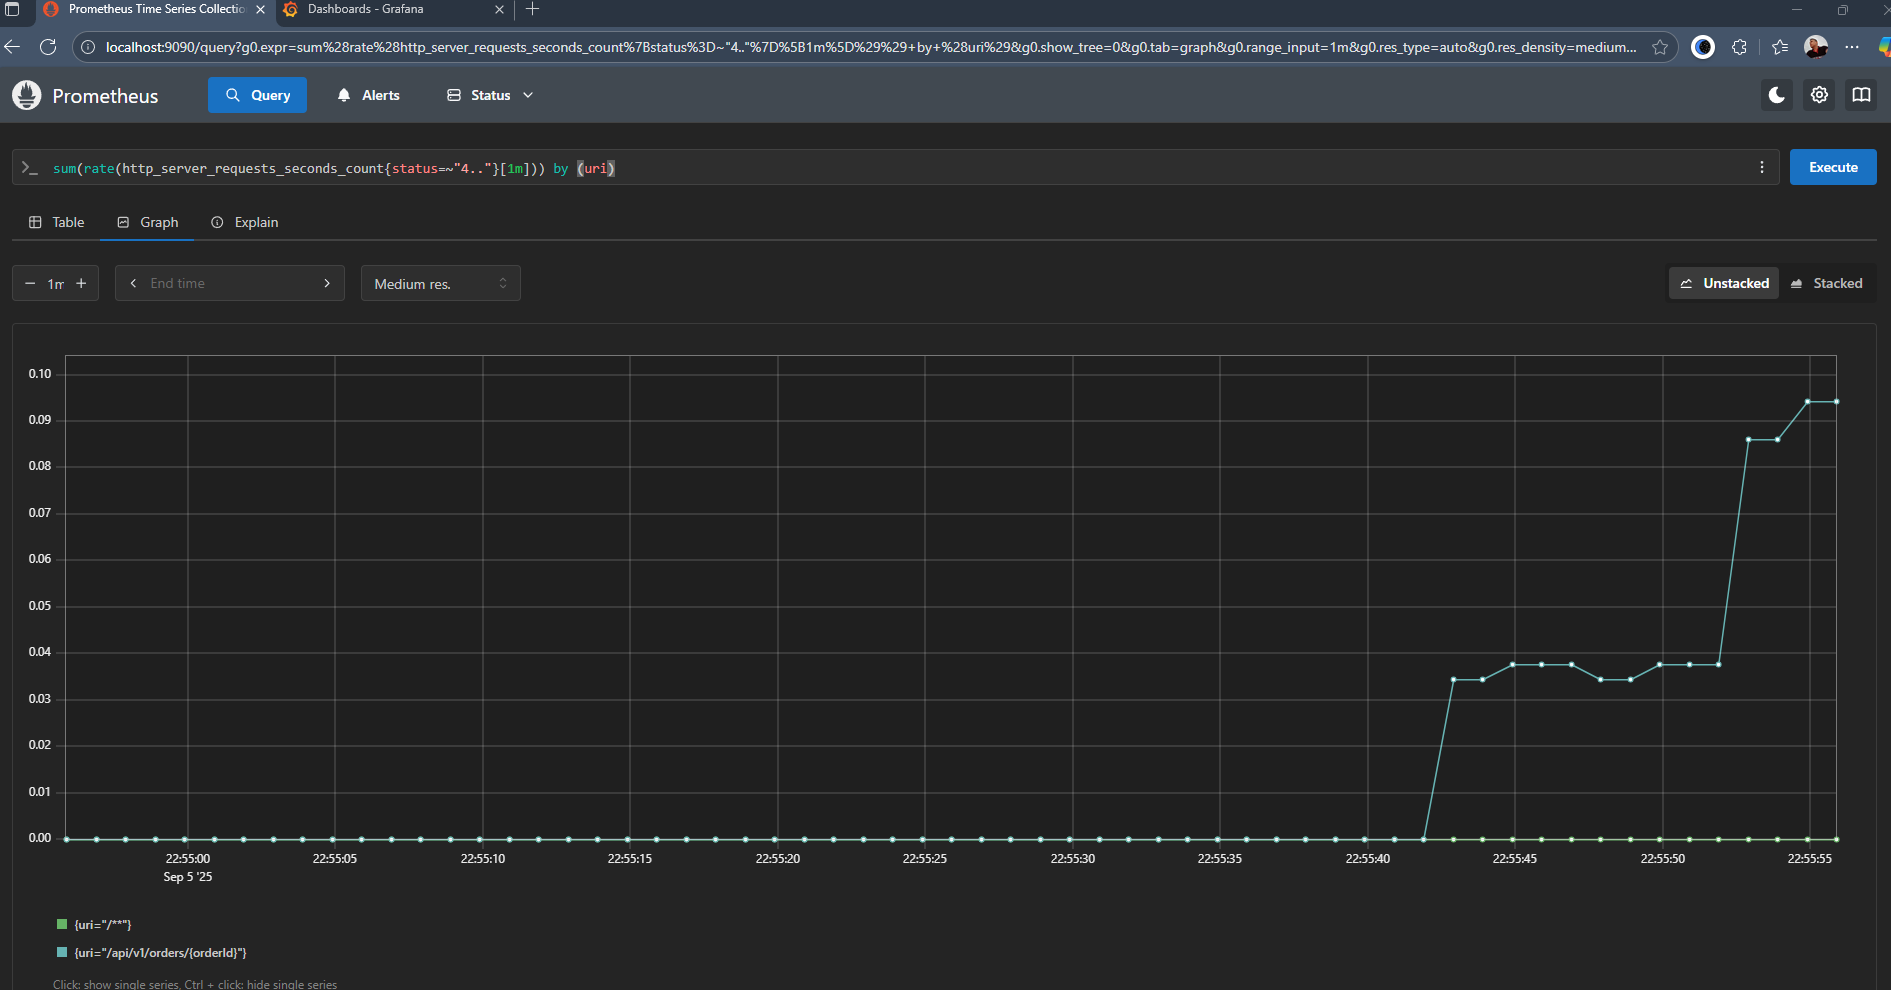 Prometheus Time Series Collectio
Dashboards - Grafana
localhost:9090/query?g0.expr=sum%28rate%28http_server_requests_seconds_count%7Bstatus%3D~"4.."%7D%5B1m%5D%29%29+by+%28uri%29&g0.show_tree=0&g0.tab=graph&g0.range_input=1m&g0.res_type=auto&g0.res_density=medium...
Prometheus
Query
Alerts
Status
>_ sum(rate(http_server_requests_seconds_count{status=~"4.."}[1m])) by (uri)
Execute
Table
Graph
Explain
− 1m +
< End time >
Medium res.
Unstacked
Stacked
0.10
0.09
0.08
0.07
0.06
0.05
0.04
0.03
0.02
0.01
0.00
22:55:00 22:55:05 22:55:10 22:55:15 22:55:20 22:55:25 22:55:30 22:55:35 22:55:40 22:55:45 22:55:50 22:55:55
Sep 5 '25
{uri="/**"}
{uri="/api/v1/orders/{orderId}"}
Click: show single series, Ctrl + click: hide single series